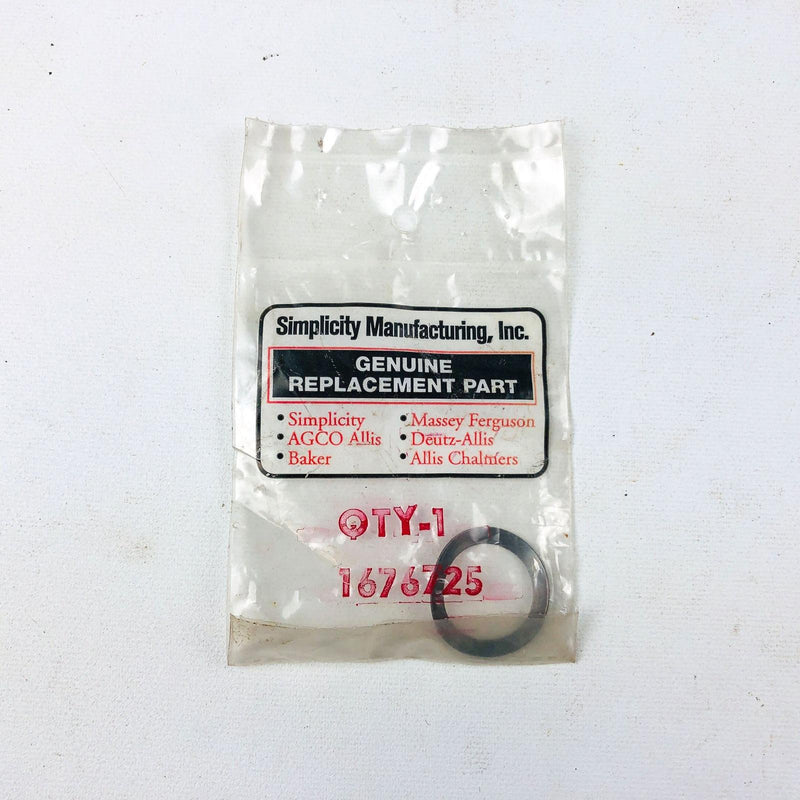 Simplicity Manufacturing, Inc.
GENUINE
REPLACEMENT PART
• Simplicity
• AGCO Allis
• Baker
• Massey Ferguson
• Deutz-Allis
• Allis Chalmers
QTY-1
1676725